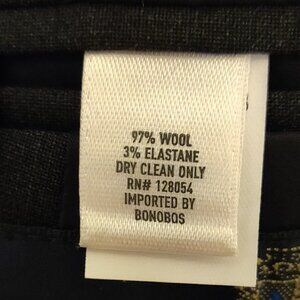 97% WOOL
3% ELASTANE
DRY CLEAN ONLY
RN# 128054
IMPORTED BY
BONOBOS